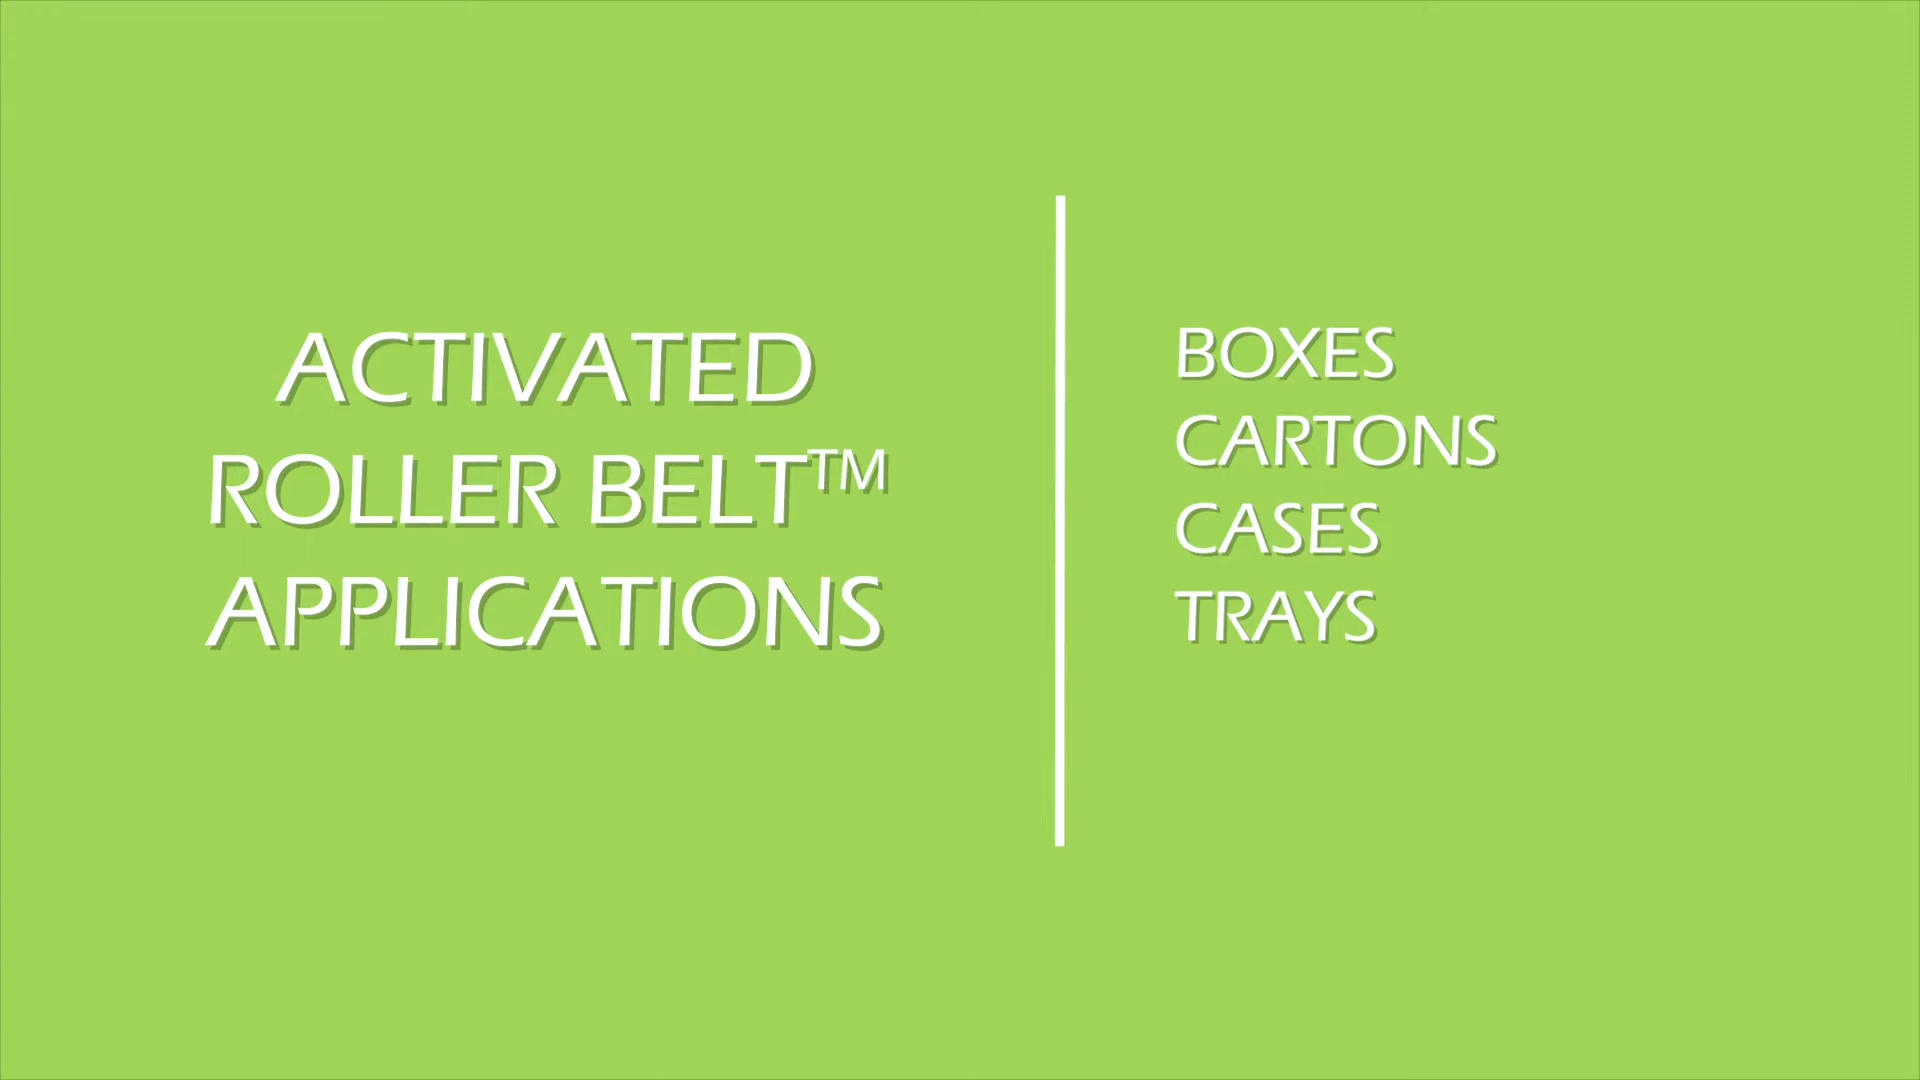 ACTIVATED
ROLLER BELT™
APPLICATIONS
BOXES
CARTONS
CASES
TRAYS